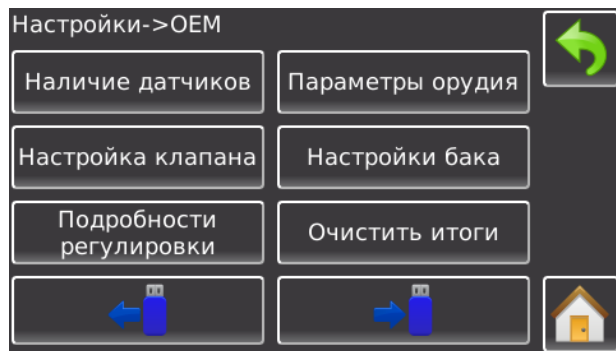 Настройки->OEM
Наличие датчиков
Параметры орудия
Настройка клапана
Настройки бака
Подробности
регулировки
Очистить итоги